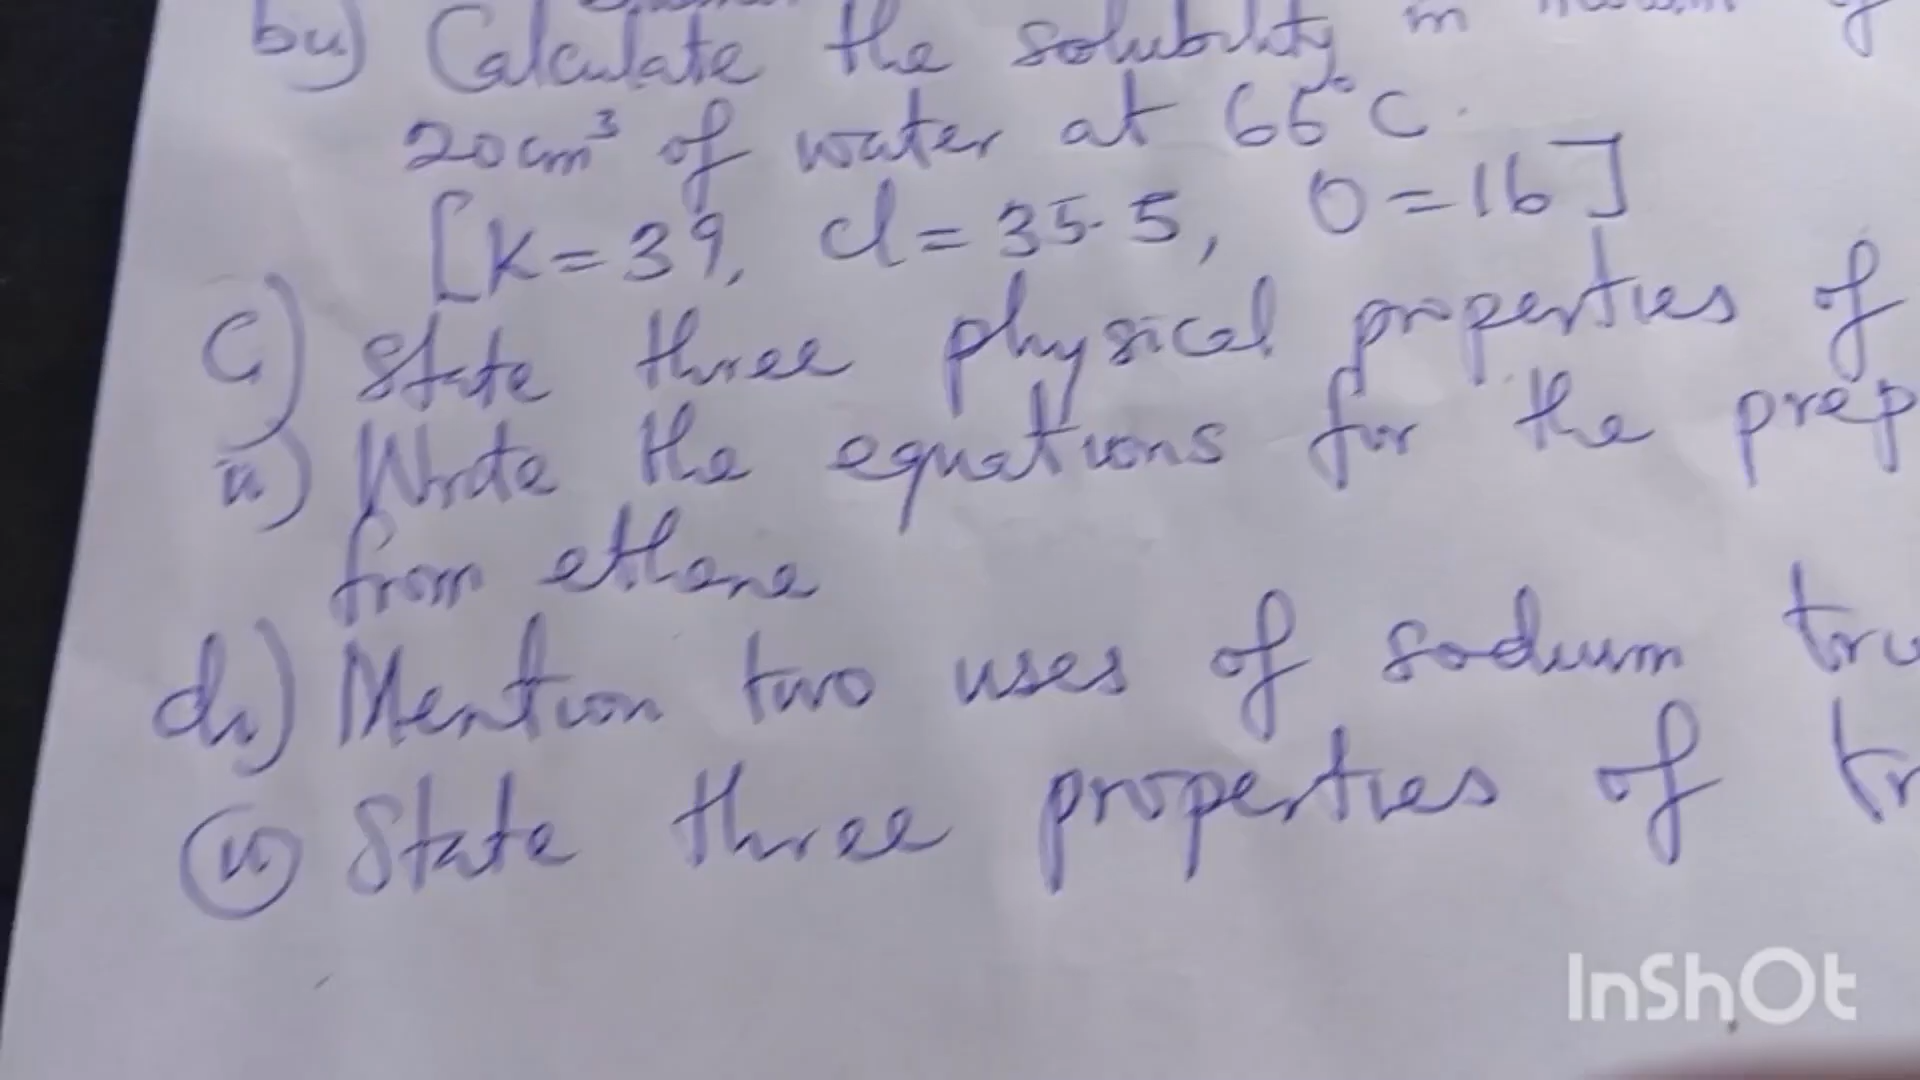 bii) Calculate the solubility in
20cm³ of water at 65°C.
[K=39, Cl=35.5, O=16]
C) State three physical properties of
ii) Write the equations for the prep
from ethene
di) Mention two uses of sodium
(ii) State three properties of
InShOt